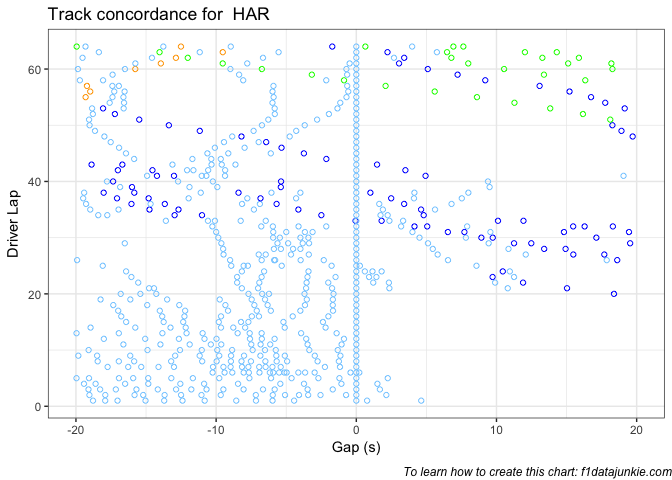 Track concordance for  HAR
Driver Lap
60
40
20
0
-20
-10
0
10
20
Gap (s)
To learn how to create this chart: f1datajunkie.com